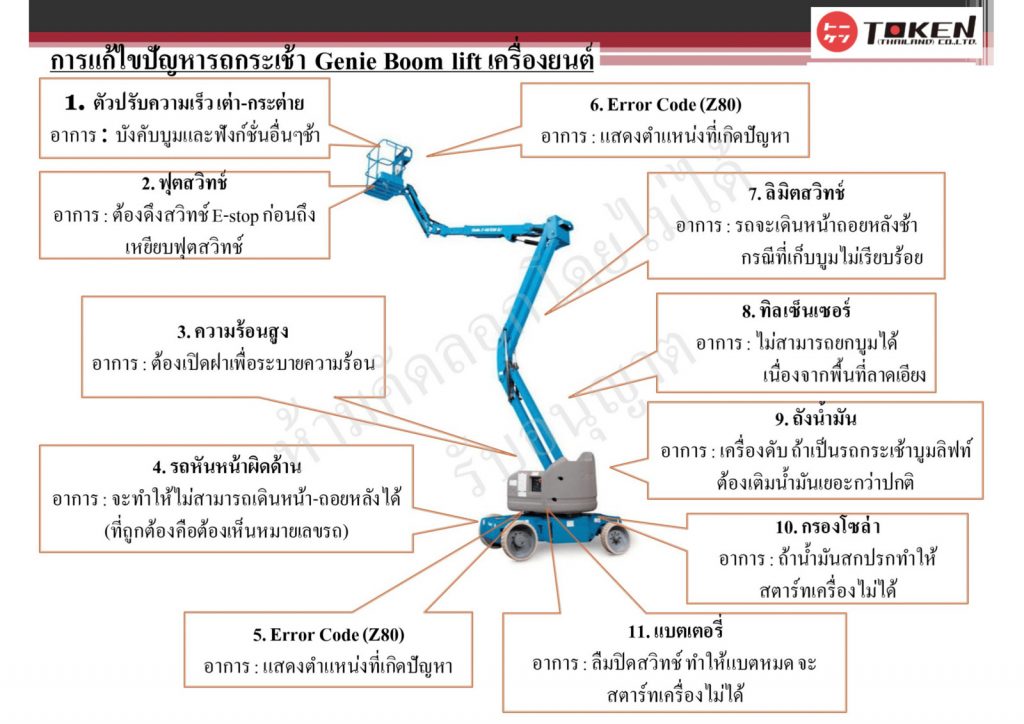 トーケン
TOKEN
(THAILAND) CO.,LTD.
การแก้ไขปัญหารถกระเช้า Genie Boom lift เครื่องยนต์
1. ตัวปรับความเร็ว เต่า-กระต่าย
อาการ : บังคับบูมและฟังก์ชั่นอื่นๆช้า
2. ฟุตสวิทช์
อาการ : ต้องดึงสวิทช์ E-stop ก่อนถึง
เหยียบฟุตสวิทช์
3. ความร้อนสูง
อาการ : ต้องเปิดฝาเพื่อระบายความร้อน
4. รถหันหน้าผิดด้าน
อาการ : จะทำให้ไม่สามารถเดินหน้า-ถอยหลังได้
(ที่ถูกต้องคือต้องเห็นหมายเลขรถ)
5. Error Code (Z80)
อาการ : แสดงตำแหน่งที่เกิดปัญหา
6. Error Code (Z80)
อาการ : แสดงตำแหน่งที่เกิดปัญหา
7. ลิมิตสวิทช์
อาการ : รถจะเดินหน้าถอยหลังช้า
กรณีที่เก็บบูมไม่เรียบร้อย
8. ทิลเซ็นเซอร์
อาการ : ไม่สามารถยกบูมได้
เนื่องจากพื้นที่ลาดเอียง
9. ถังน้ำมัน
อาการ : เครื่องดับ ถ้าเป็นรถกระเช้าบูมลิฟท์
ต้องเติมน้ำมันเยอะกว่าปกติ
10. กรองโซล่า
อาการ : ถ้าน้ำมันสกปรกทำให้
สตาร์ทเครื่องไม่ได้
11. แบตเตอรี่
อาการ : ลืมปิดสวิทช์ ทำให้แบตหมด จะ
สตาร์ทเครื่องไม่ได้
ห้ามคัดลอกโดยไม่ได้
รับอนุญาต